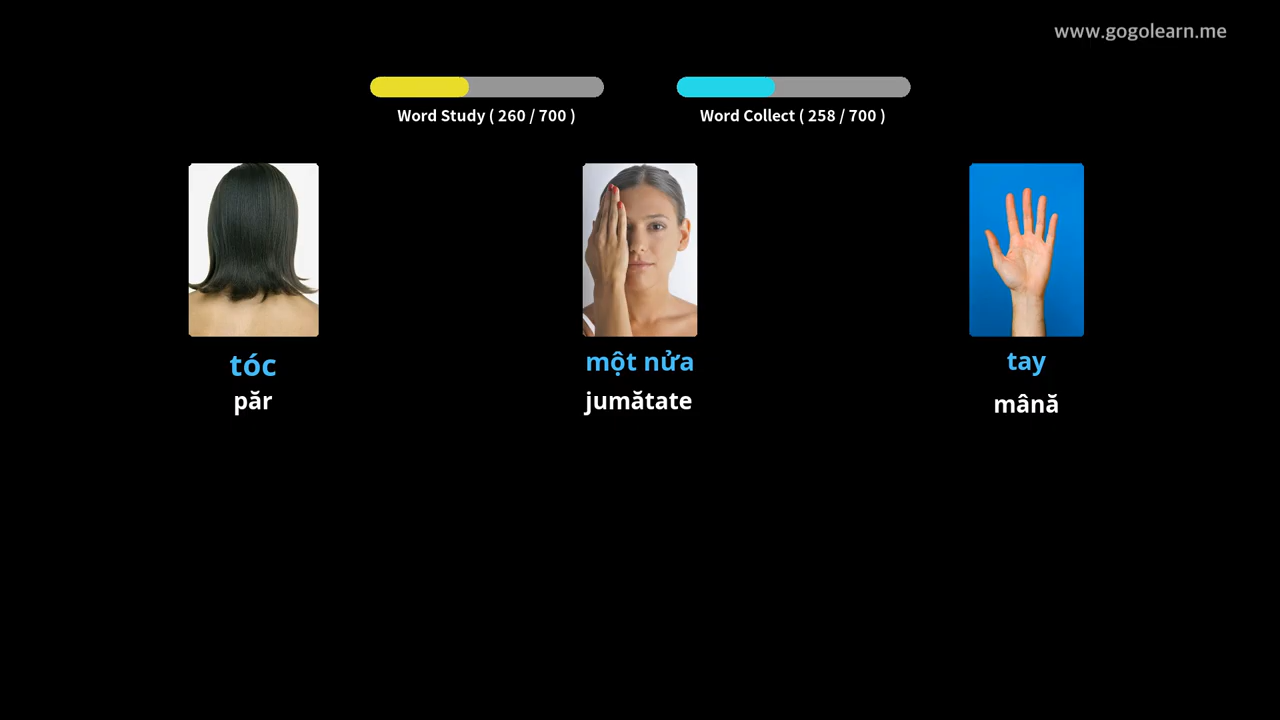 www.gogolearn.me
Word Study ( 260 / 700 )
Word Collect ( 258 / 700 )
tóc
păr
một nửa
jumătate
tay
mână